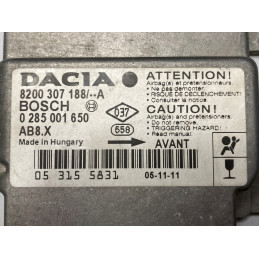 DACIA
8200 307 188/--A
BOSCH
0 285 001 650
AB8.X
Made in Hungary
037
658
ATTENTION!
Airbag(s) et prétensionneurs
- Ne pas démonter.
RISQUE DE DÉCLENCHEMENT!
- Consulter la notice.
CAUTION!
Airbag(s) and pretensioners
- Do not remove.
TRIGGERING HAZARD!
- Read manual.
AVANT
05 315 5831
06-11-11